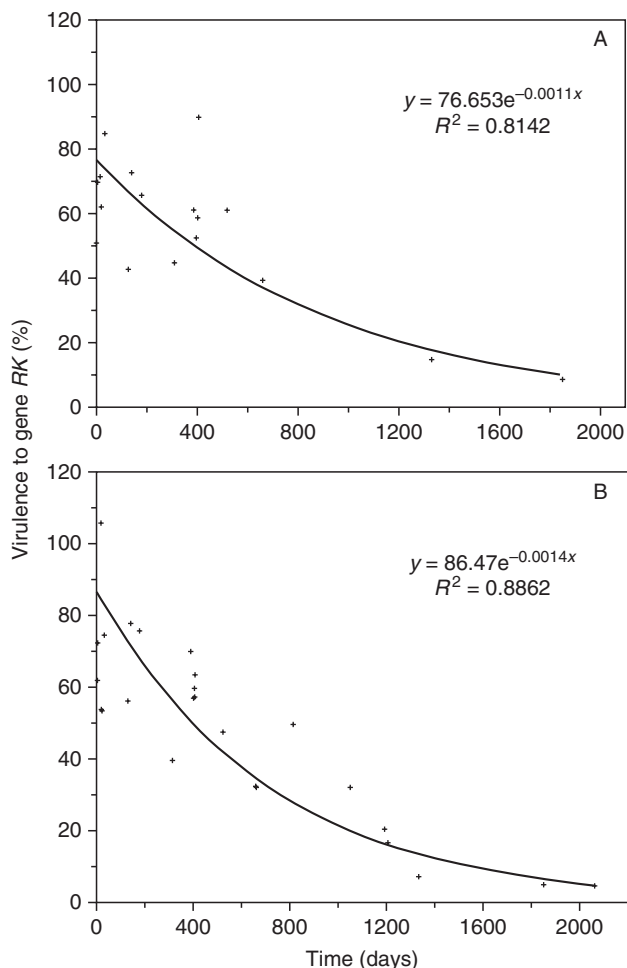 Virulence to gene RK (%)
120
100
80
60
40
20
0
A
y = 76.653e^–0.0011x
R² = 0.8142
0 400 800 1200 1600 2000
120
100
80
60
40
20
0
B
y = 86.47e^–0.0014x
R² = 0.8862
0 400 800 1200 1600 2000
Time (days)